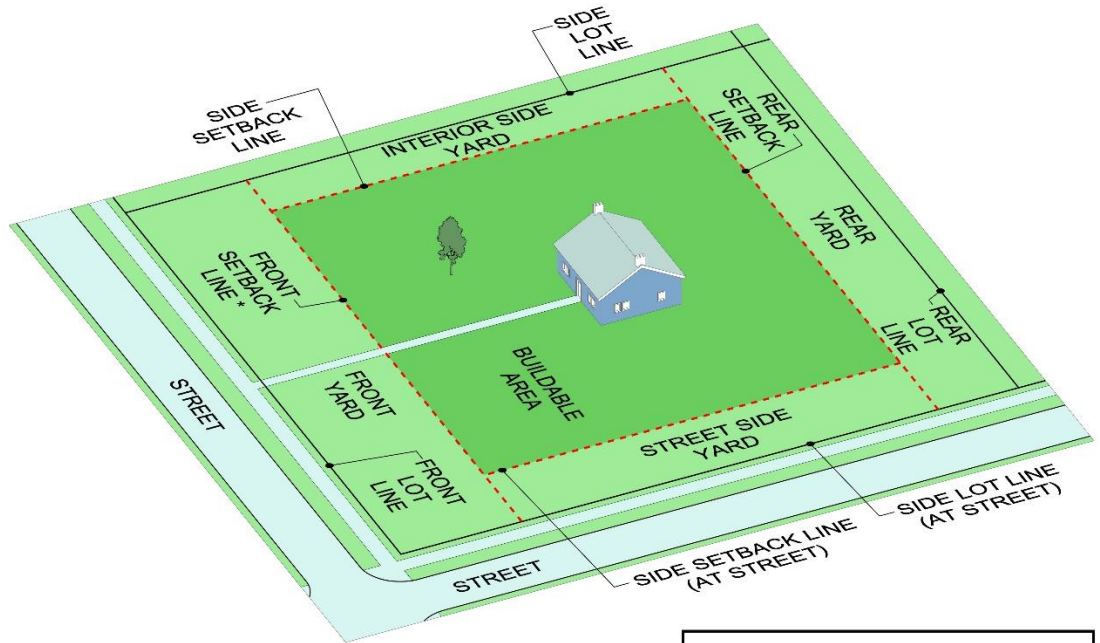 SIDE
LOT
LINE
SIDE
SETBACK
LINE
INTERIOR SIDE
YARD
REAR
SETBACK
LINE
REAR
YARD
REAR
LOT
LINE
FRONT
SETBACK
LINE *
STREET
FRONT
YARD
BUILDABLE
AREA
FRONT
LOT
LINE
STREET SIDE
YARD
SIDE LOT LINE
(AT STREET)
SIDE SETBACK LINE
(AT STREET)
STREET